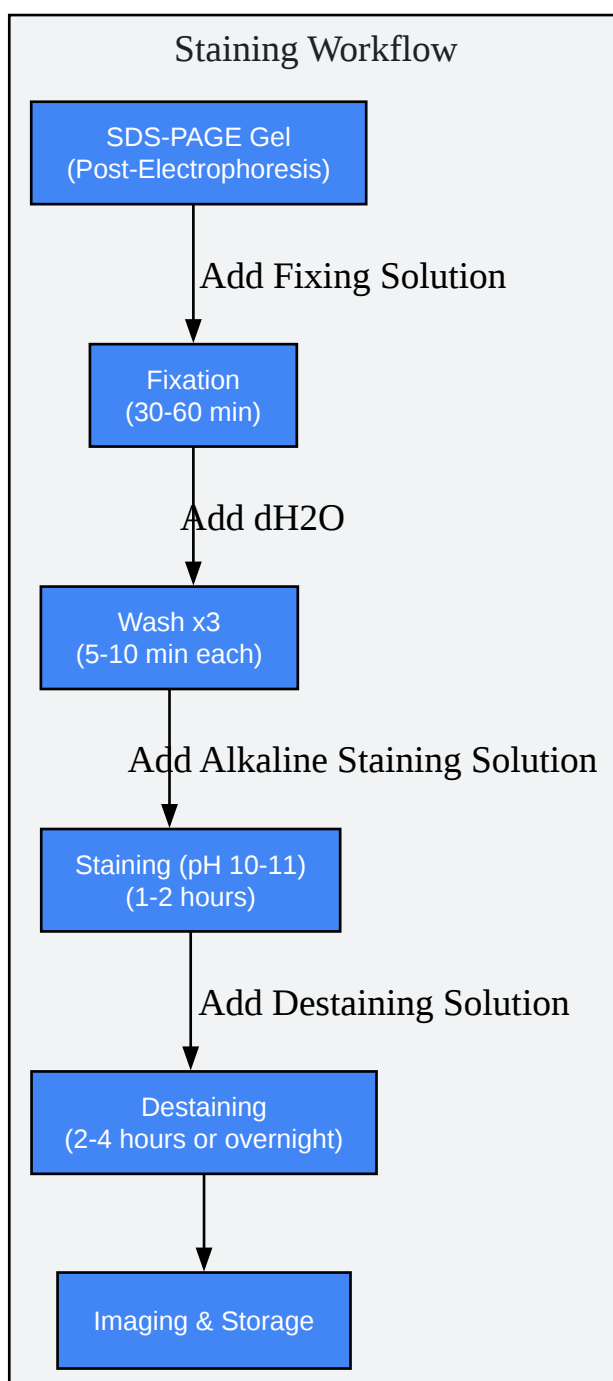 Staining Workflow
SDS-PAGE Gel
(Post-Electrophoresis)
Add Fixing Solution
Fixation
(30-60 min)
Add dH2O
Wash x3
(5-10 min each)
Add Alkaline Staining Solution
Staining (pH 10-11)
(1-2 hours)
Add Destaining Solution
Destaining
(2-4 hours or overnight)
Imaging & Storage